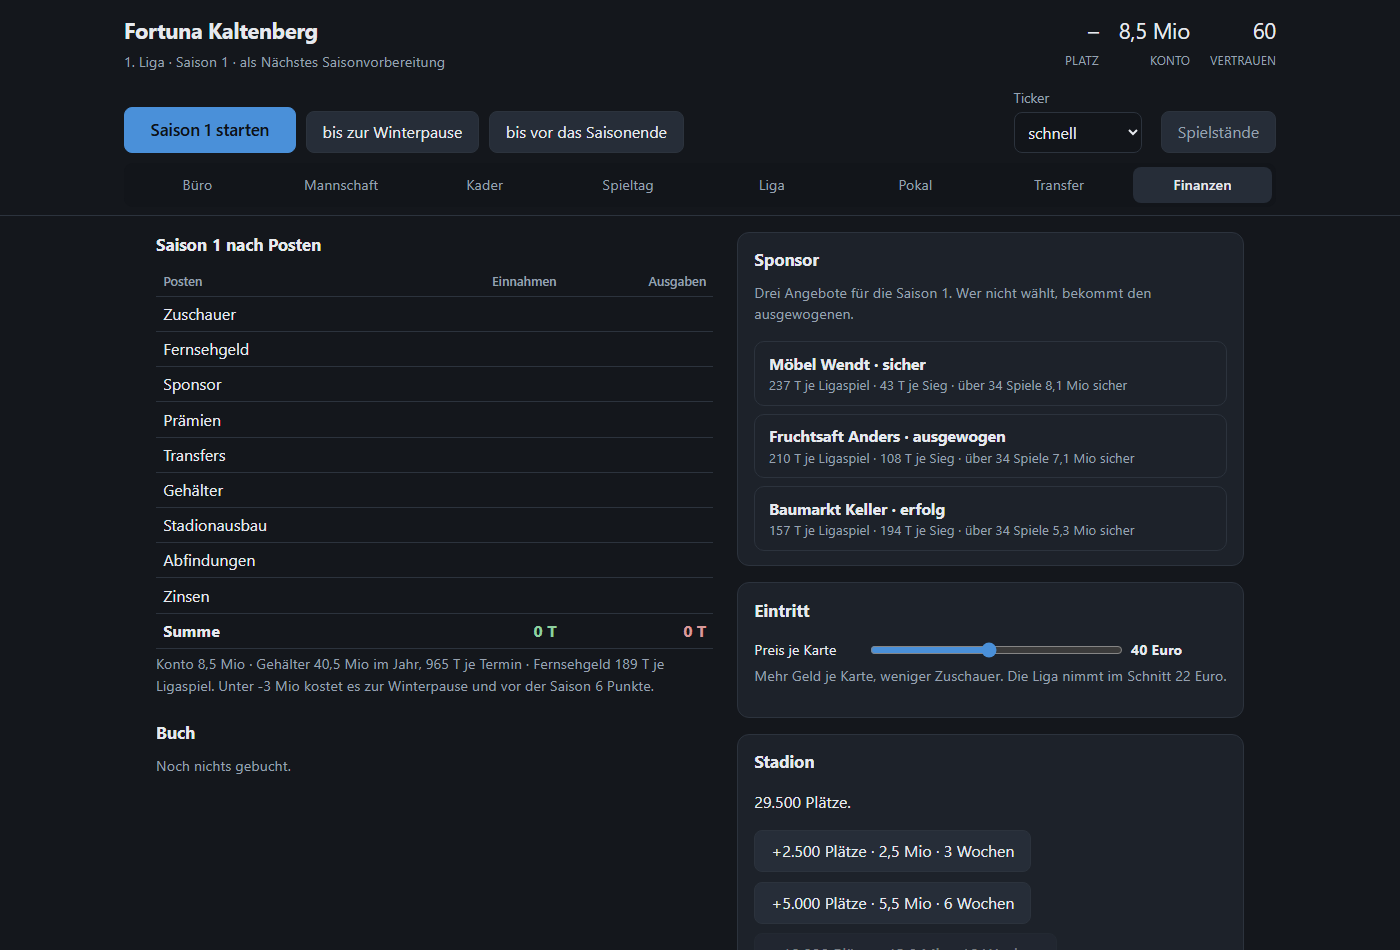 Fortuna Kaltenberg
1. Liga · Saison 1 · als Nächstes Saisonvorbereitung
– 8,5 Mio 60
PLATZ KONTO VERTRAUEN
Ticker
Saison 1 starten bis zur Winterpause bis vor das Saisonende schnell Spielstände
Büro Mannschaft Kader Spieltag Liga Pokal Transfer Finanzen
Saison 1 nach Posten
Posten Einnahmen Ausgaben
Zuschauer
Fernsehgeld
Sponsor
Prämien
Transfers
Gehälter
Stadionausbau
Abfindungen
Zinsen
Summe 0 T 0 T
Konto 8,5 Mio · Gehälter 40,5 Mio im Jahr, 965 T je Termin · Fernsehgeld 189 T je
Ligaspiel. Unter -3 Mio kostet es zur Winterpause und vor der Saison 6 Punkte.
Buch
Noch nichts gebucht.
Sponsor
Drei Angebote für die Saison 1. Wer nicht wählt, bekommt den
ausgewogenen.
Möbel Wendt · sicher
237 T je Ligaspiel · 43 T je Sieg · über 34 Spiele 8,1 Mio sicher
Fruchtsaft Anders · ausgewogen
210 T je Ligaspiel · 108 T je Sieg · über 34 Spiele 7,1 Mio sicher
Baumarkt Keller · erfolg
157 T je Ligaspiel · 194 T je Sieg · über 34 Spiele 5,3 Mio sicher
Eintritt
Preis je Karte 40 Euro
Mehr Geld je Karte, weniger Zuschauer. Die Liga nimmt im Schnitt 22 Euro.
Stadion
29.500 Plätze.
+2.500 Plätze · 2,5 Mio · 3 Wochen
+5.000 Plätze · 5,5 Mio · 6 Wochen